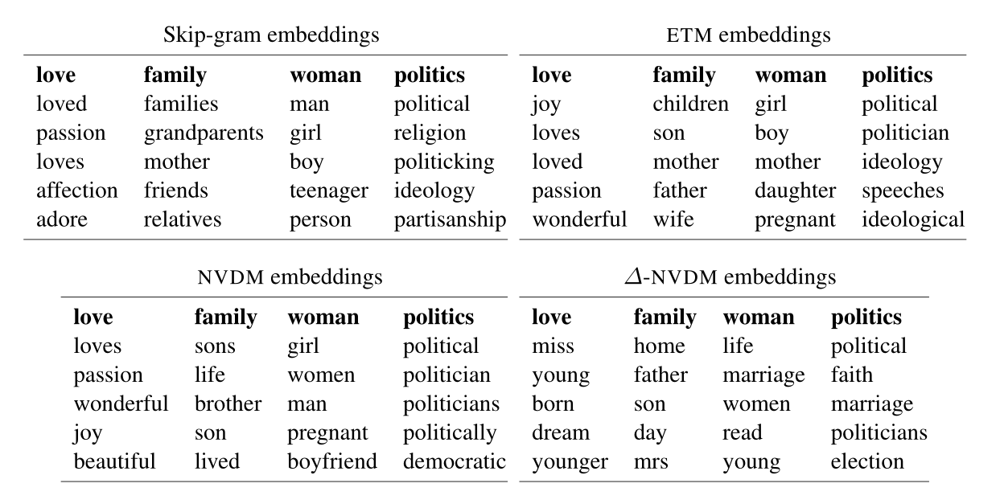 Skip-gram embeddings
love family woman politics
loved families man political
passion grandparents girl religion
loves mother boy politicking
affection friends teenager ideology
adore relatives person partisanship
ETM embeddings
love family woman politics
joy children girl political
loves son boy politician
loved mother mother ideology
passion father daughter speeches
wonderful wife pregnant ideological
NVDM embeddings
love family woman politics
loves sons girl political
passion life women politician
wonderful brother man politicians
joy son pregnant politically
beautiful lived boyfriend democratic
Δ-NVDM embeddings
love family woman politics
miss home life political
young father marriage faith
born son women marriage
dream day read politicians
younger mrs young election